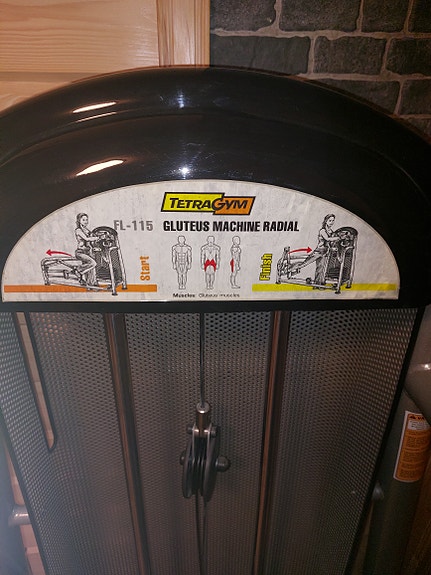 TETRAGYM
FL-115 GLUTEUS MACHINE RADIAL
Start
Finish
Muscles: Gluteus muscles